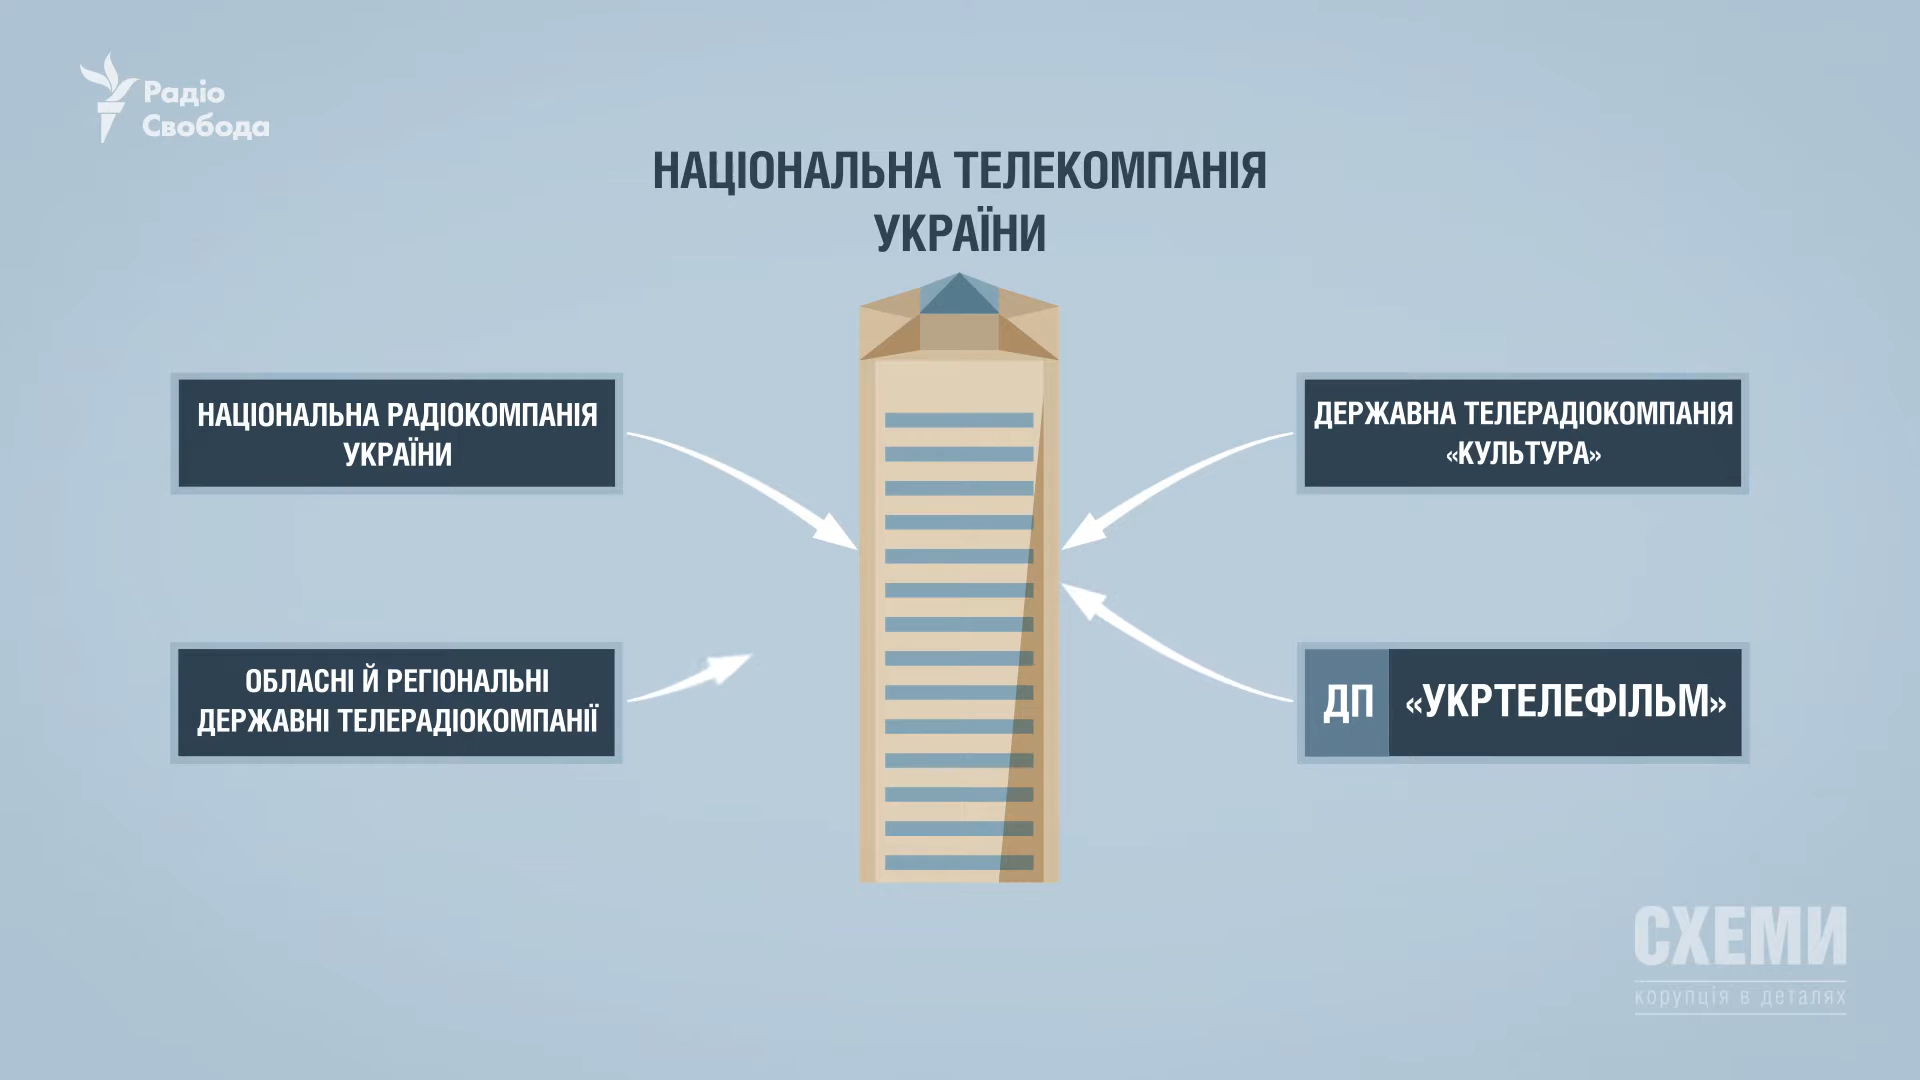 Радіо
Свобода
НАЦІОНАЛЬНА ТЕЛЕКОМПАНІЯ
УКРАЇНИ
НАЦІОНАЛЬНА РАДІОКОМПАНІЯ
УКРАЇНИ
ДЕРЖАВНА ТЕЛЕРАДІОКОМПАНІЯ
«КУЛЬТУРА»
ОБЛАСНІ Й РЕГІОНАЛЬНІ
ДЕРЖАВНІ ТЕЛЕРАДІОКОМПАНІЇ
ДП «УКРТЕЛЕФІЛЬМ»
СХЕМИ
корупція в деталях